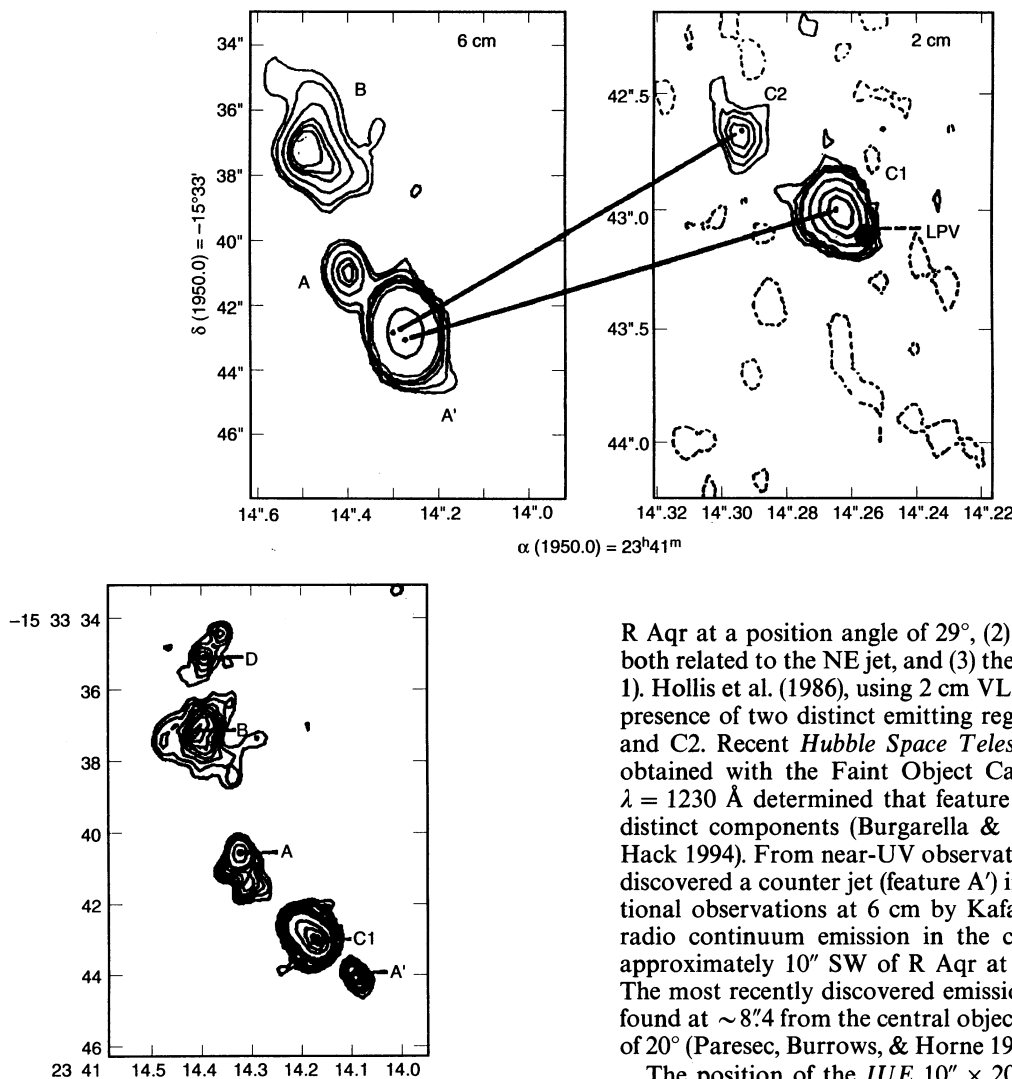 6 cm
2 cm
34"
36"
38"
40"
42"
44"
46"
δ (1950.0) = −15°33'
B
A
A'
14".6
14".4
14".2
14".0
42".5
43".0
43".5
44".0
C2
C1
LPV
14".32
14".30
14".28
14".26
14".24
14".22
α (1950.0) = 23h41m
−15 33 34
36
38
40
42
44
46
D
B
A
C1
A'
23 41
14.5
14.4
14.3
14.2
14.1
14.0
R Aqr at a position angle of 29°, (2)
both related to the NE jet, and (3) the
1). Hollis et al. (1986), using 2 cm VL
presence of two distinct emitting reg
and C2. Recent Hubble Space Teles
obtained with the Faint Object Ca
λ = 1230 Å determined that feature
distinct components (Burgarella &
Hack 1994). From near-UV observat
discovered a counter jet (feature A') i
tional observations at 6 cm by Kafa
radio continuum emission in the c
approximately 10″ SW of R Aqr at
The most recently discovered emissio
found at ~8″.4 from the central objec
of 20° (Paresec, Burrows, & Horne 19
The position of the IUE 10″ × 20